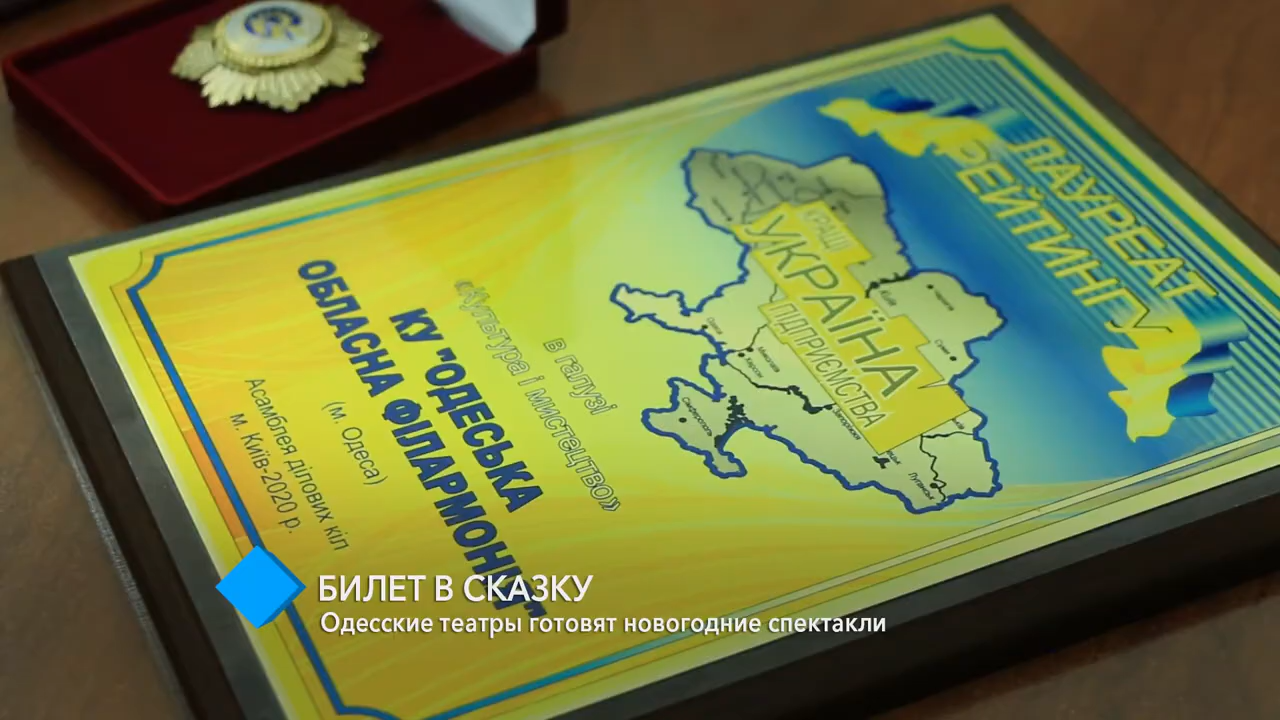 ЛАУРЕАТ
РЕЙТИНГУ
КРАЩІ
УКРАЇНА
ПІДПРИЄМСТВА
в галузі
«Культура і мистецтво»
КУ "ОДЕСЬКА
ОБЛАСНА ФІЛАРМОНІЯ"
(м. Одеса)
Асамблея ділових кіл
м. Київ-2020 р.
БИЛЕТ В СКАЗКУ
Одесские театры готовят новогодние спектакли